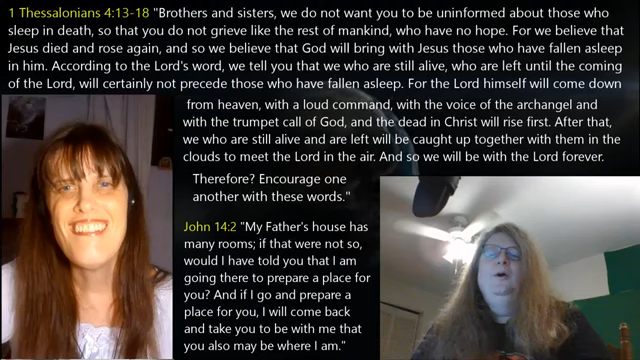 1 Thessalonians 4:13-18 "Brothers and sisters, we do not want you to be uninformed about those who
sleep in death, so that you do not grieve like the rest of mankind, who have no hope. For we believe that
Jesus died and rose again, and so we believe that God will bring with Jesus those who have fallen asleep
in him. According to the Lord's word, we tell you that we who are still alive, who are left until the coming
of the Lord, will certainly not precede those who have fallen asleep. For the Lord himself will come down
from heaven, with a loud command, with the voice of the archangel and
with the trumpet call of God, and the dead in Christ will rise first. After that,
we who are still alive and are left will be caught up together with them in the
clouds to meet the Lord in the air. And so we will be with the Lord forever.
Therefore? Encourage one
another with these words."
John 14:2 "My Father's house has
many rooms; if that were not so,
would I have told you that I am
going there to prepare a place for
you? And if I go and prepare a
place for you, I will come back
and take you to be with me that
you also may be where I am."